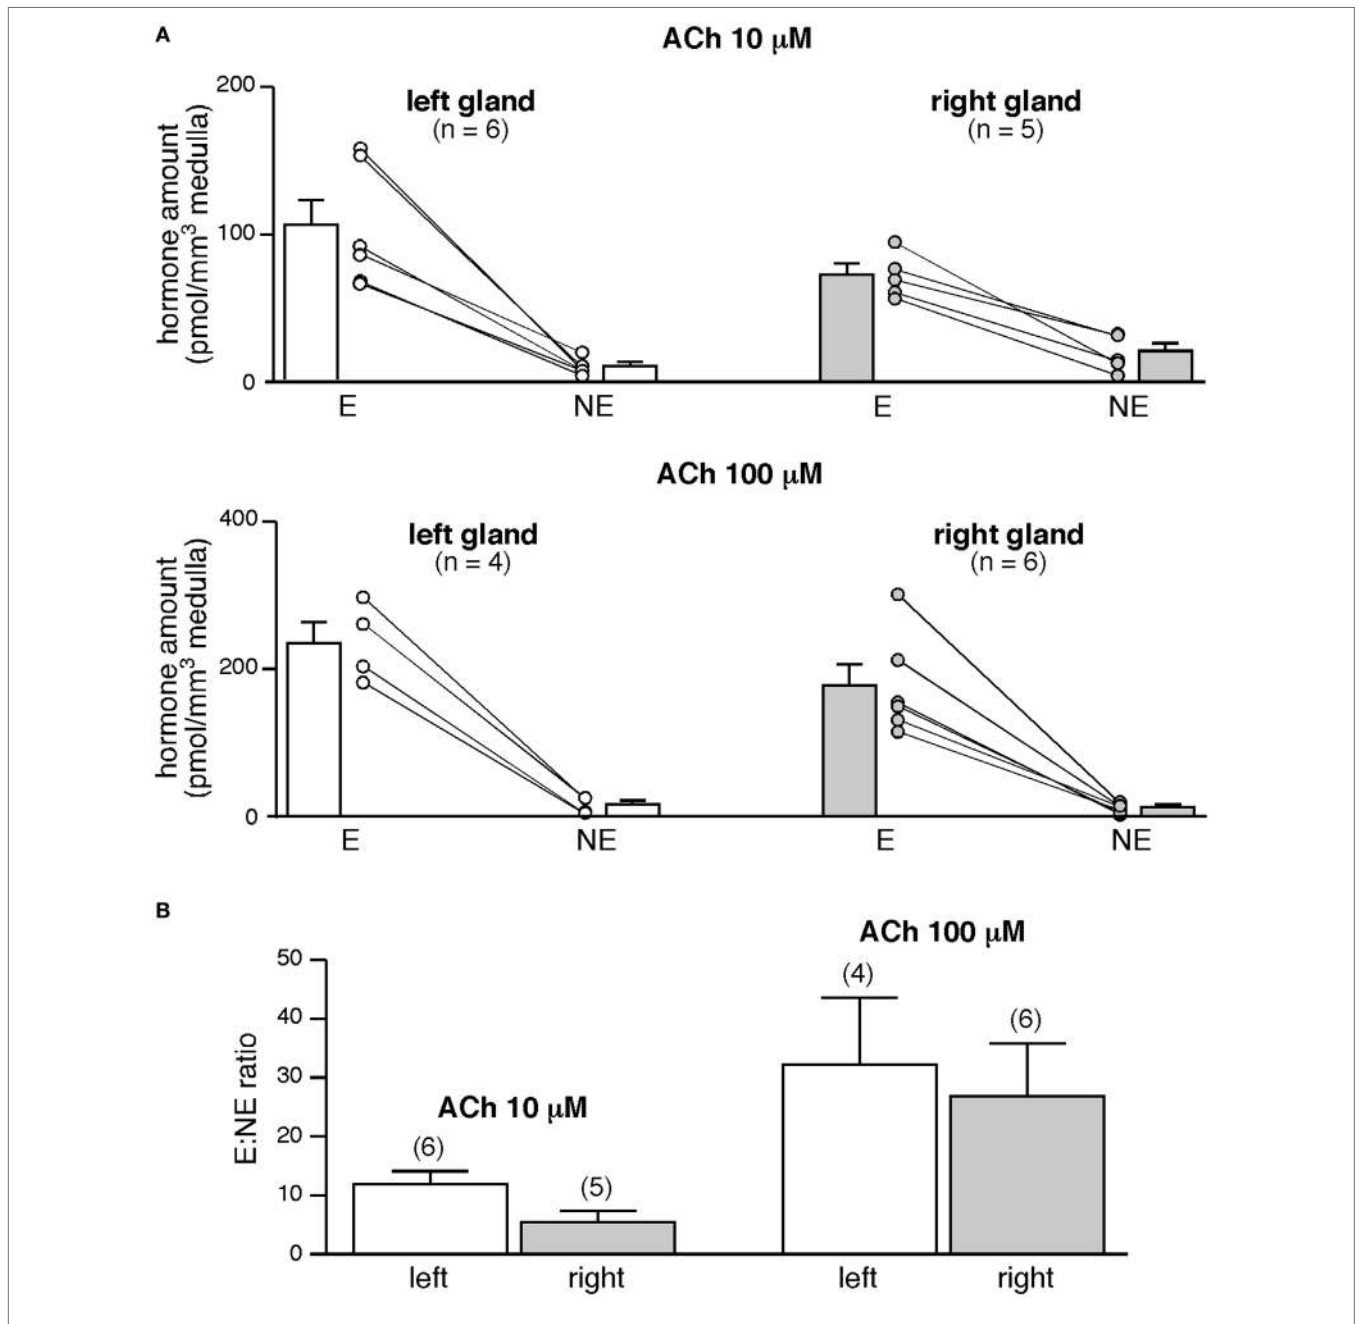 A
ACh 10 μM
left gland
(n = 6)
right gland
(n = 5)
hormone amount
(pmol/mm³ medulla)
200
100
0
E
NE
E
NE
ACh 100 μM
left gland
(n = 4)
right gland
(n = 6)
hormone amount
(pmol/mm³ medulla)
400
200
0
E
NE
E
NE
B
ACh 100 μM
ACh 10 μM
E:NE ratio
50
40
30
20
10
0
(6)
(5)
(4)
(6)
left
right
left
right